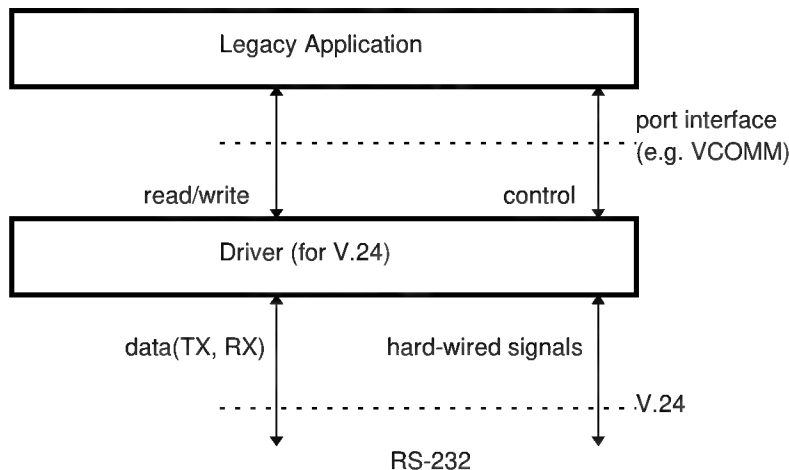 Legacy Application
port interface
(e.g. VCOMM)
read/write
control
Driver (for V.24)
data(TX, RX)
hard-wired signals
V.24
RS-232